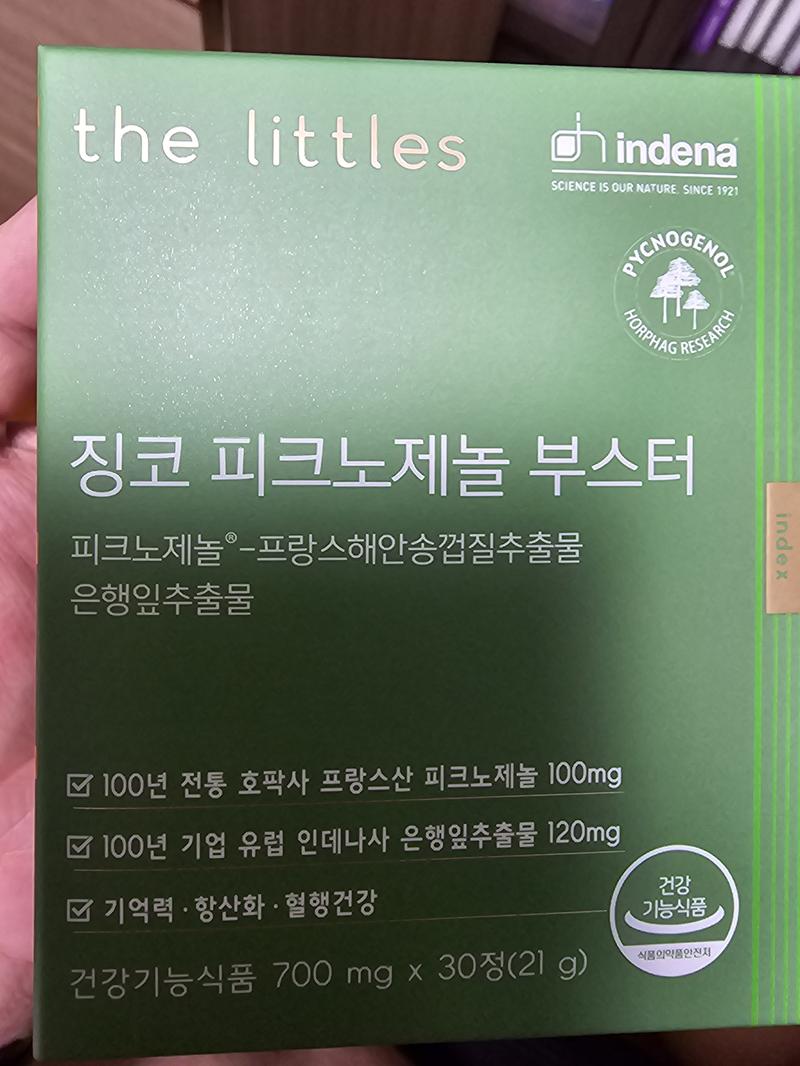 the littles
indena
SCIENCE IS OUR NATURE. SINCE 1921
PYCNOGENOL®
HORPHAG RESEARCH
징코 피크노제놀 부스터
피크노제놀®-프랑스해안송껍질추출물
은행잎추출물
index
☑ 100년 전통 호팍사 프랑스산 피크노제놀 100mg
☑ 100년 기업 유럽 인데나사 은행잎추출물 120mg
☑ 기억력·항산화·혈행건강
건강
기능식품
식품의약품안전처
건강기능식품 700 mg x 30정(21 g)